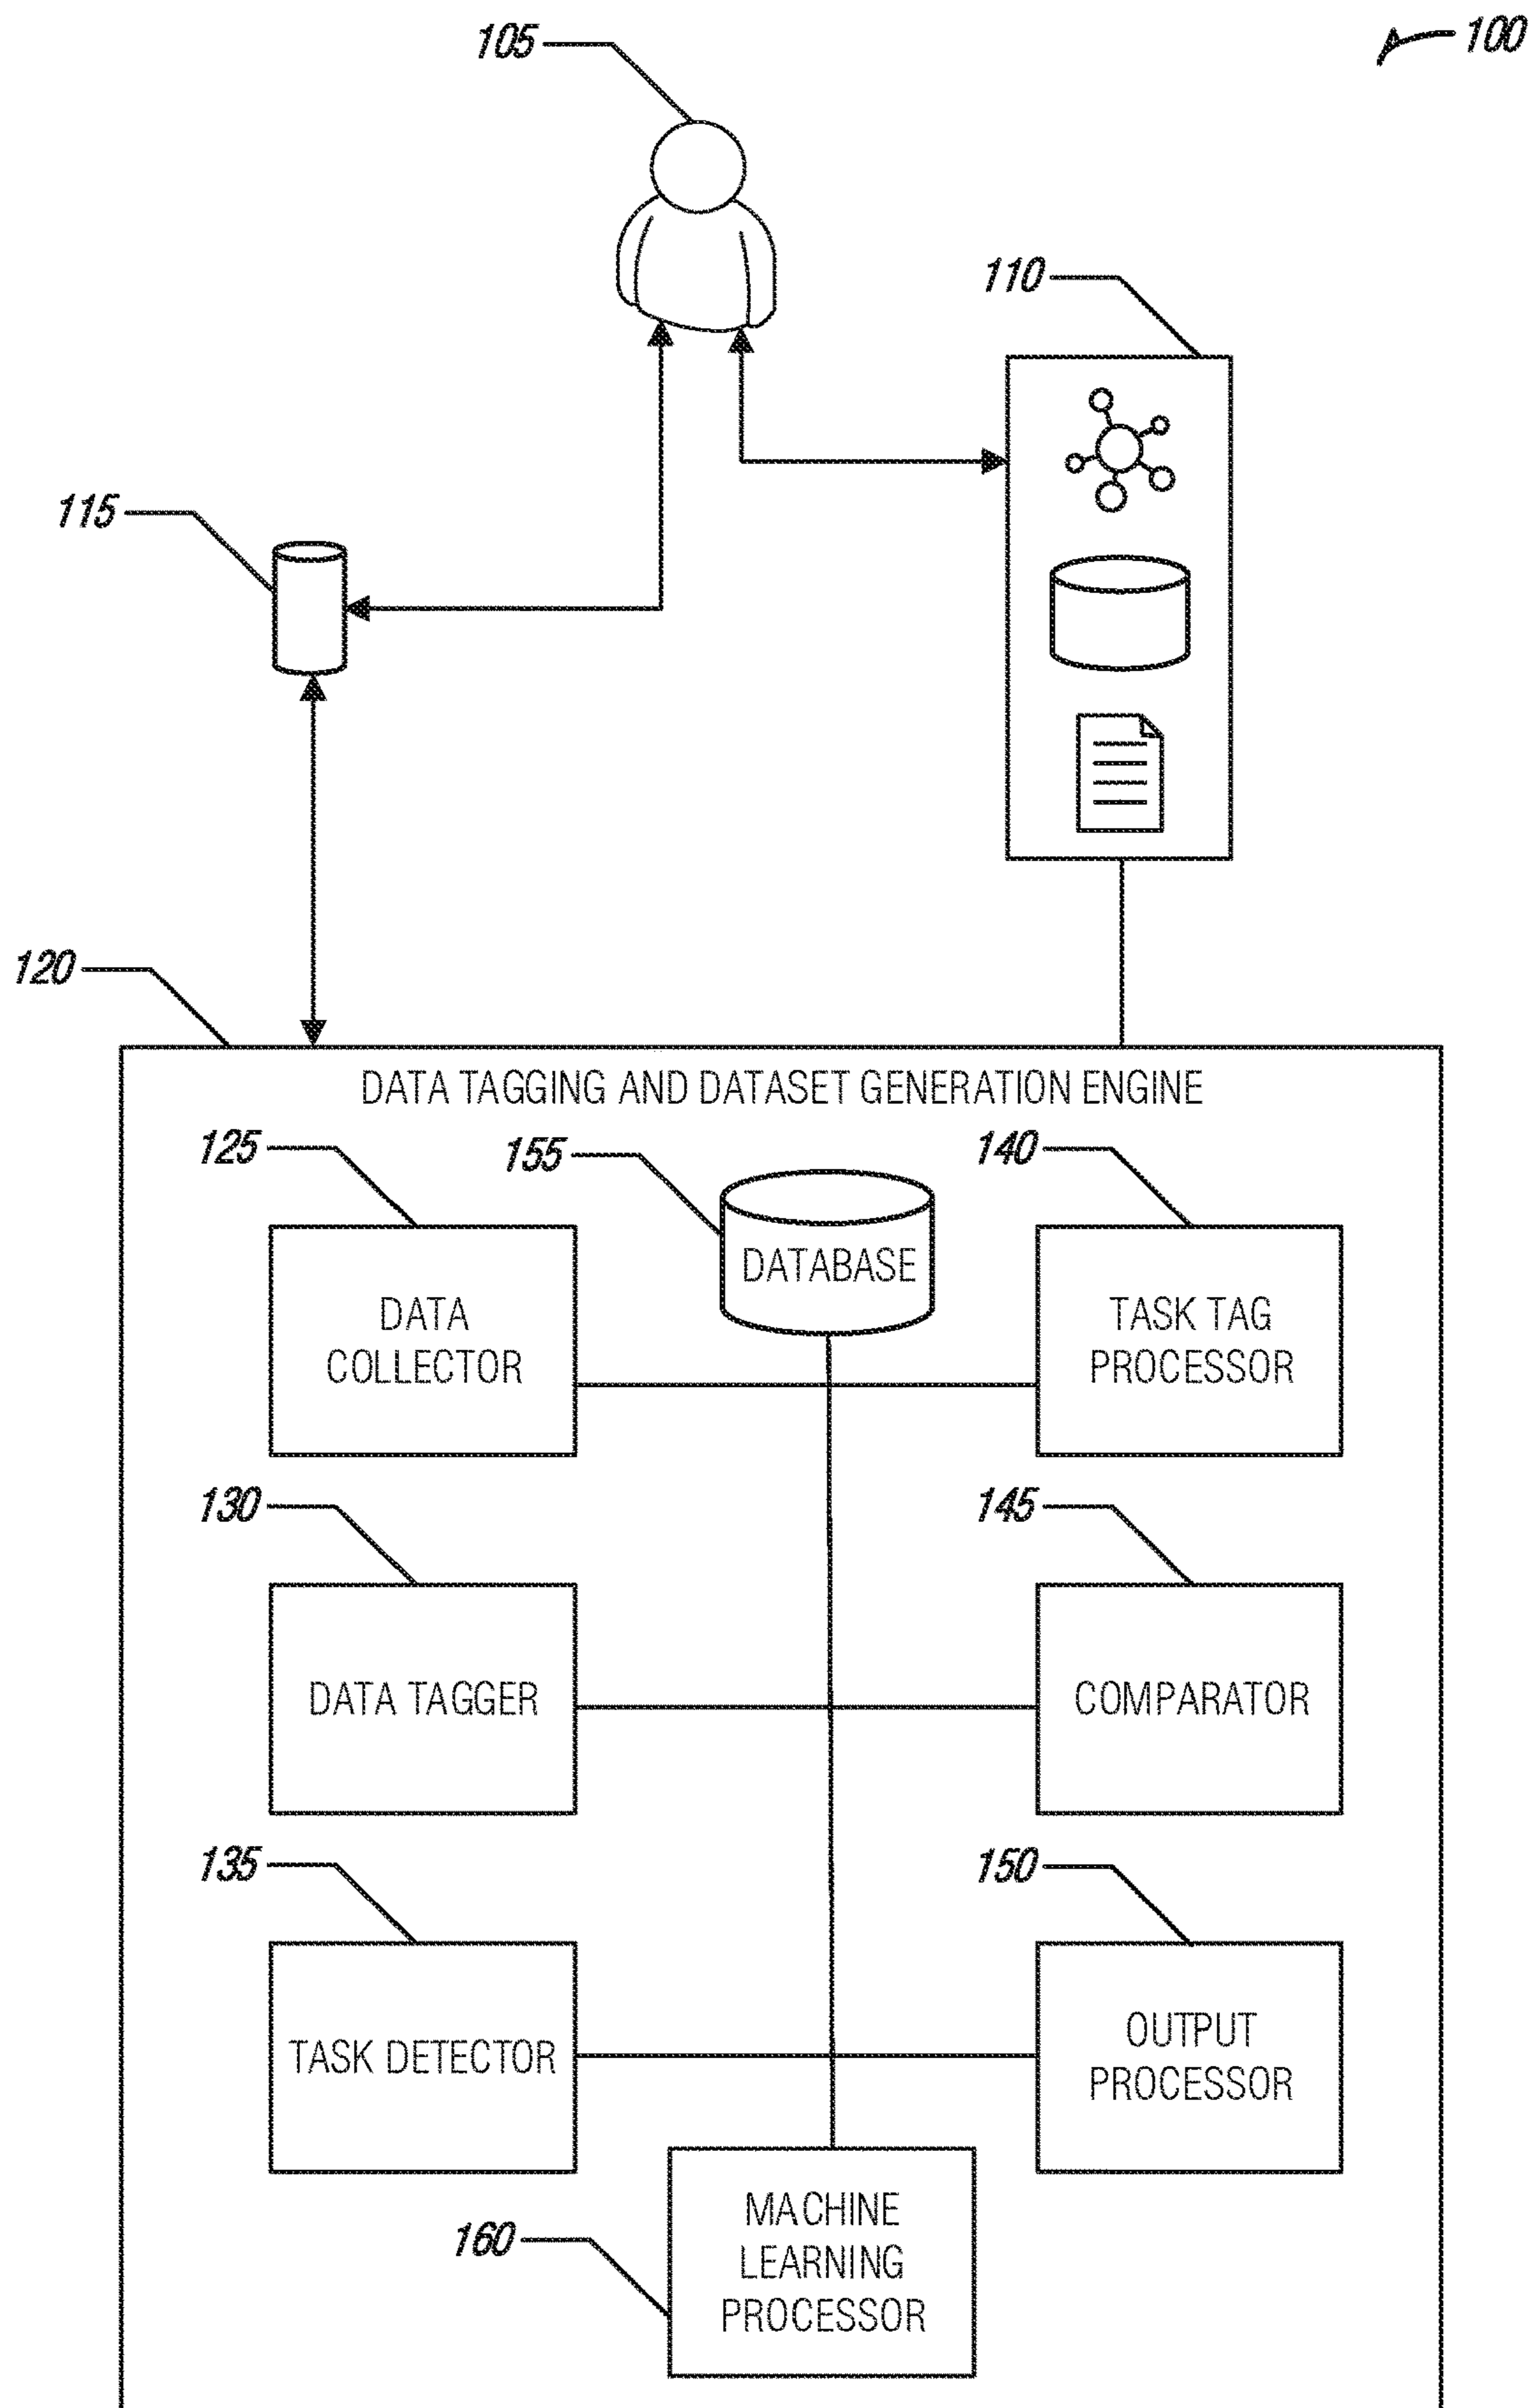 105
100
110
115
120
DATA TAGGING AND DATASET GENERATION ENGINE
125
155
140
DATABASE
DATA
COLLECTOR
TASK TAG
PROCESSOR
130
145
DATA TAGGER
COMPARATOR
135
150
TASK DETECTOR
OUTPUT
PROCESSOR
160
MACHINE
LEARNING
PROCESSOR